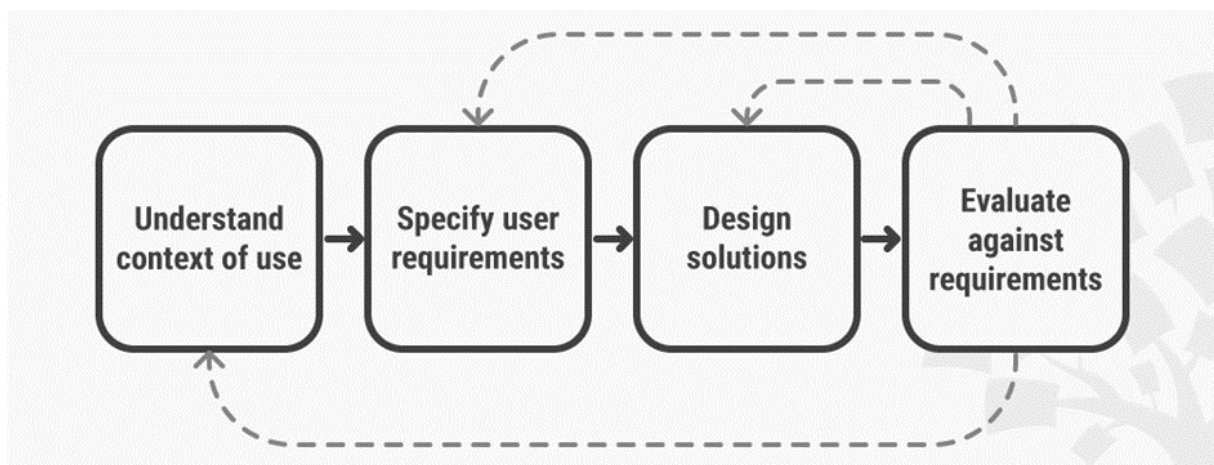 Understand
context of use
Specify user
requirements
Design
solutions
Evaluate
against
requirements